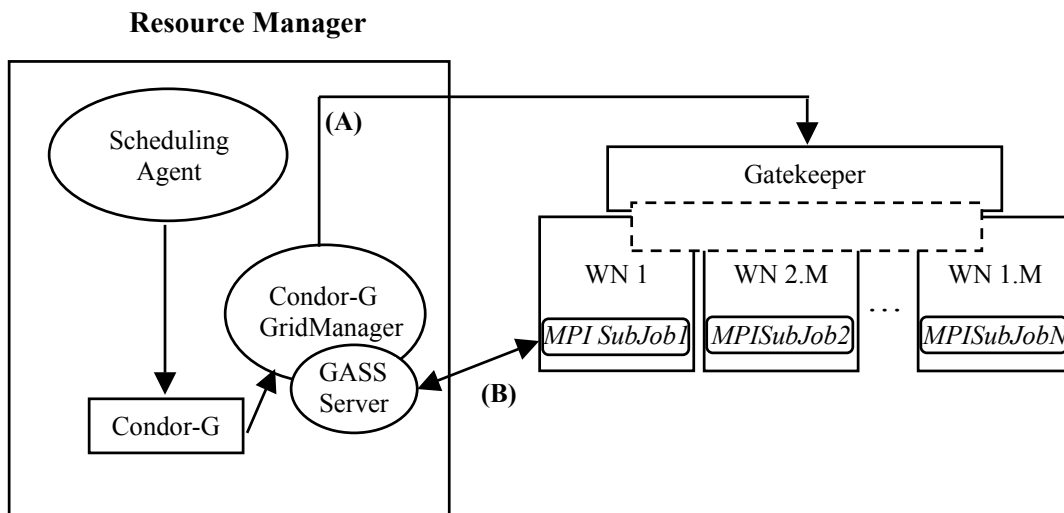 Resource Manager
(A)
Scheduling
Agent
Gatekeeper
WN 1
WN 2.M
WN 1.M
Condor-G
GridManager
. . .
MPI SubJob1
MPISubJob2
MPISubJobN
GASS
Server
(B)
Condor-G